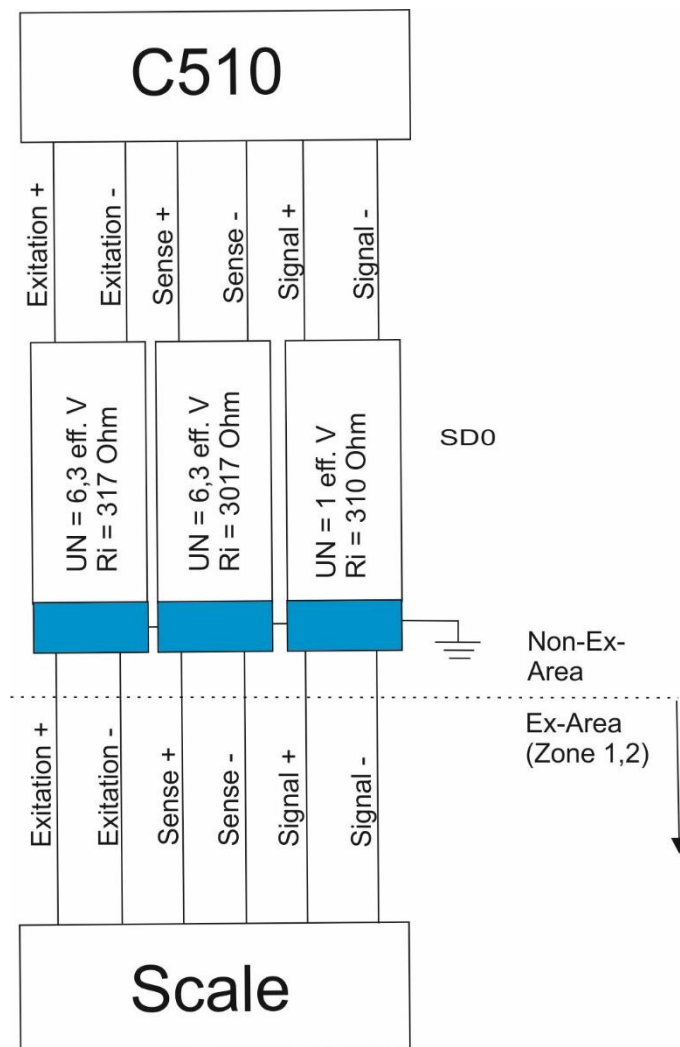 C510
Exitation +
Exitation -
Sense +
Sense -
Signal +
Signal -
UN = 6,3 eff. V
Ri = 317 Ohm
UN = 6,3 eff. V
Ri = 3017 Ohm
UN = 1 eff. V
Ri = 310 Ohm
SD0
Non-Ex-
Area
Ex-Area
(Zone 1,2)
Exitation +
Exitation -
Sense +
Sense -
Signal +
Signal -
Scale